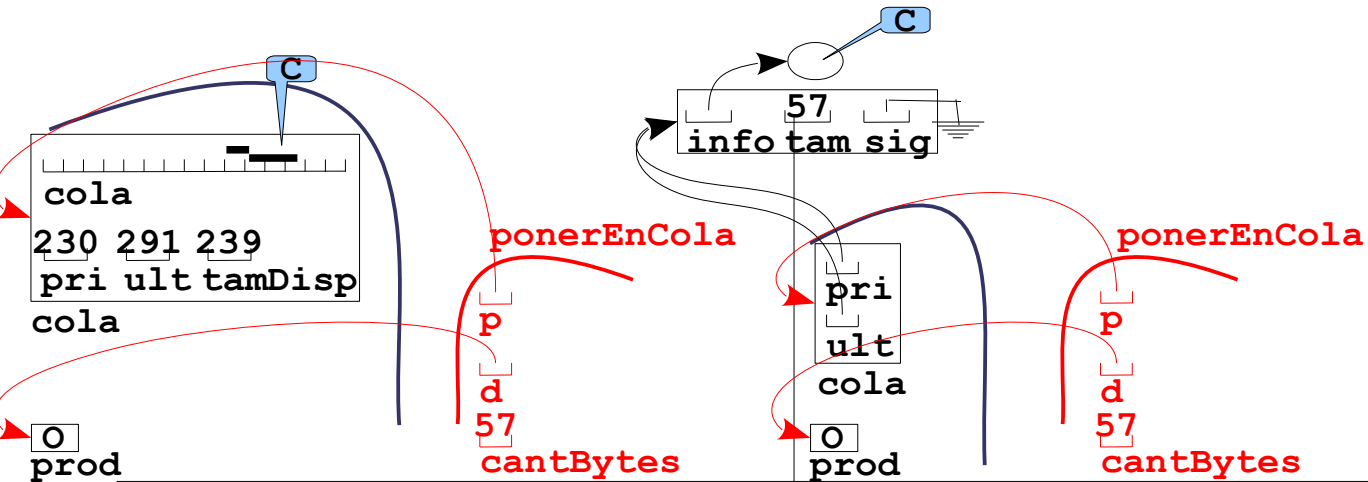 C
cola
230 291 239
pri ult tamDisp
cola
ponerEnCola
p
d
57
cantBytes
O
prod
C
57
info tam sig
pri
ult
cola
ponerEnCola
p
d
57
cantBytes
O
prod